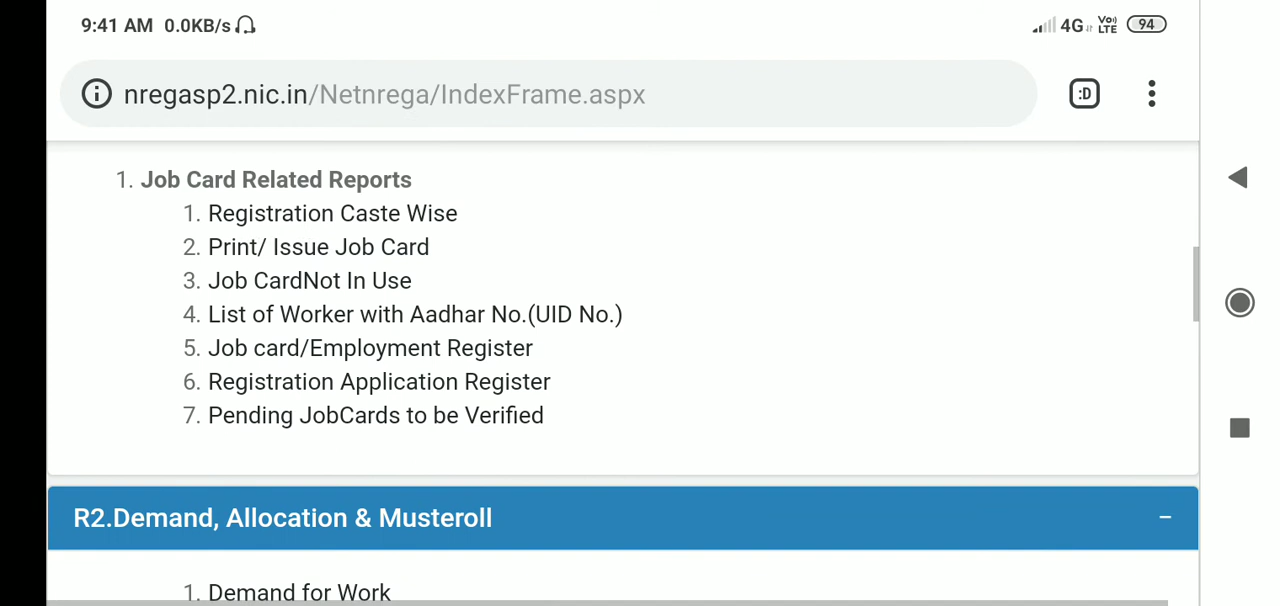 9:41 AM 0.0KB/s 4G Vo) LTE 94
nregasp2.nic.in/Netnrega/IndexFrame.aspx :D
1. Job Card Related Reports
1. Registration Caste Wise
2. Print/ Issue Job Card
3. Job CardNot In Use
4. List of Worker with Aadhar No.(UID No.)
5. Job card/Employment Register
6. Registration Application Register
7. Pending JobCards to be Verified
R2.Demand, Allocation & Musteroll −
1. Demand for Work